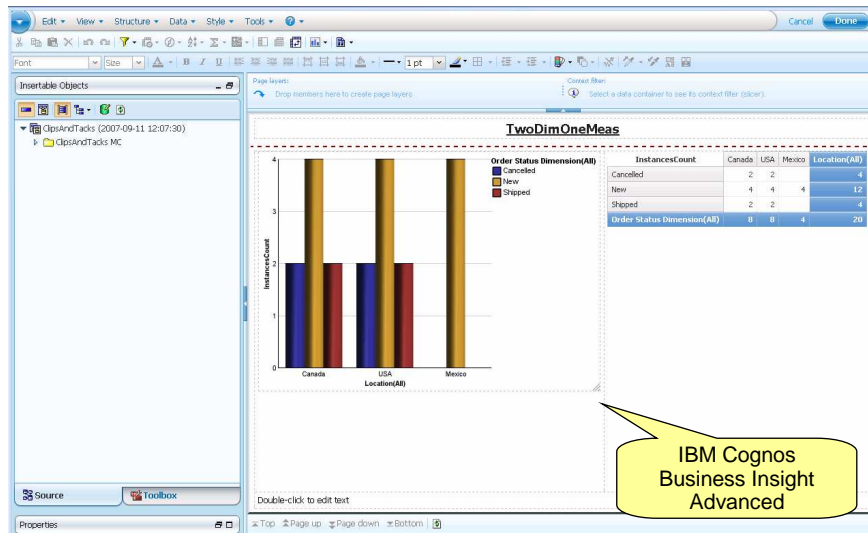 Edit View Structure Data Style Tools Cancel Done
Font Size B I U 1 pt
Insertable Objects
ClipsAndTacks (2007-09-11 12:07:30)
ClipsAndTacks MC
Source Toolbox
Properties
Page layers:
Drop members here to create page layers
Context filter:
Select a data container to see its context filter (slicer).
TwoDimOneMeas
Order Status Dimension(All)
Cancelled
New
Shipped
InstancesCount
4
3
2
1
0
Canada USA Mexico
Location(All)
InstancesCount Canada USA Mexico Location(All)
Cancelled 2 2 4
New 4 4 4 12
Shipped 2 2 4
Order Status Dimension(All) 8 8 4 20
IBM Cognos
Business Insight
Advanced
Double-click to edit text
Top Page up Page down Bottom